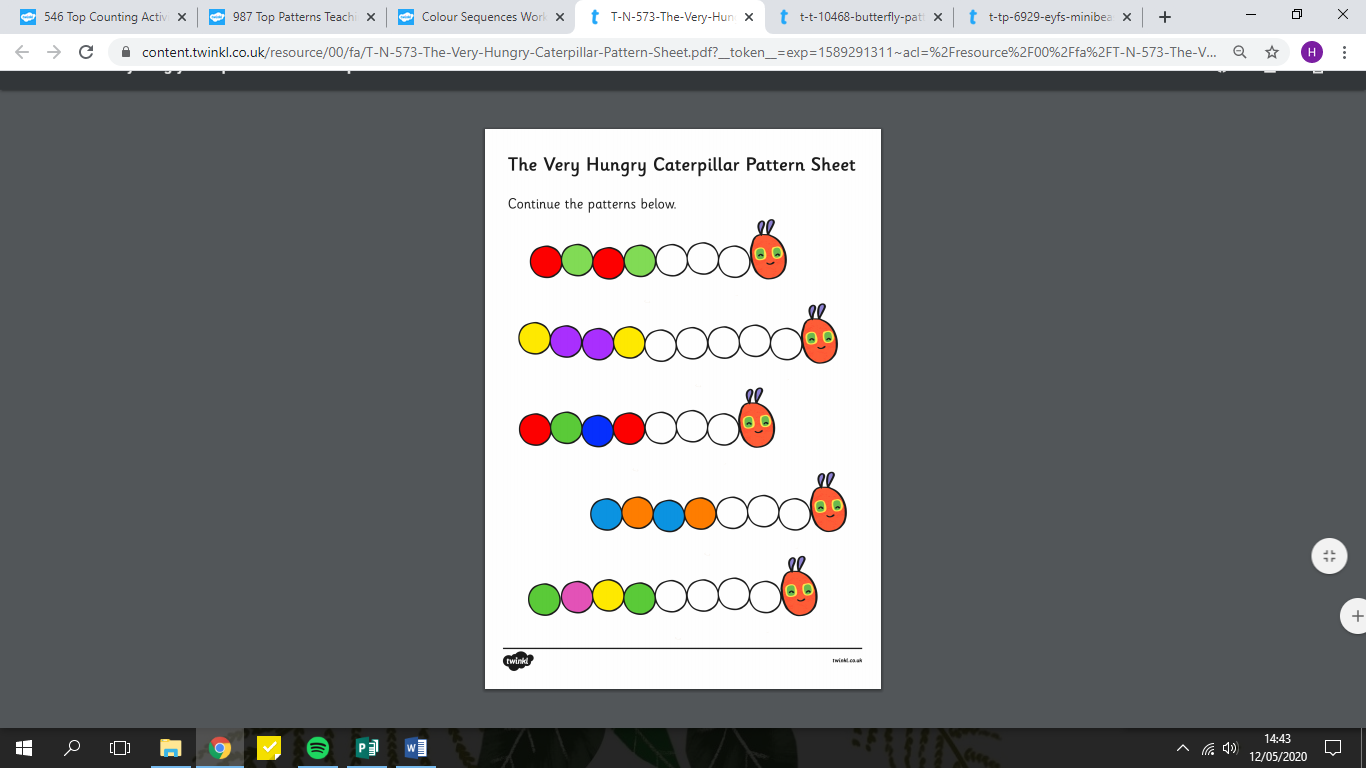 546 Top Counting Activi
987 Top Patterns Teachi
Colour Sequences Work
T-N-573-The-Very-Hun
t-t-10468-butterfly-patt
t-tp-6929-eyfs-minibea
content.twinkl.co.uk/resource/00/fa/T-N-573-The-Very-Hungry-Caterpillar-Pattern-Sheet.pdf?__token__=exp=1589291311~acl=%2Fresource%2F00%2Ffa%2FT-N-573-The-V...
H
The Very Hungry Caterpillar Pattern Sheet
Continue the patterns below.
twinkl
twinkl.co.uk
14:43
12/05/2020